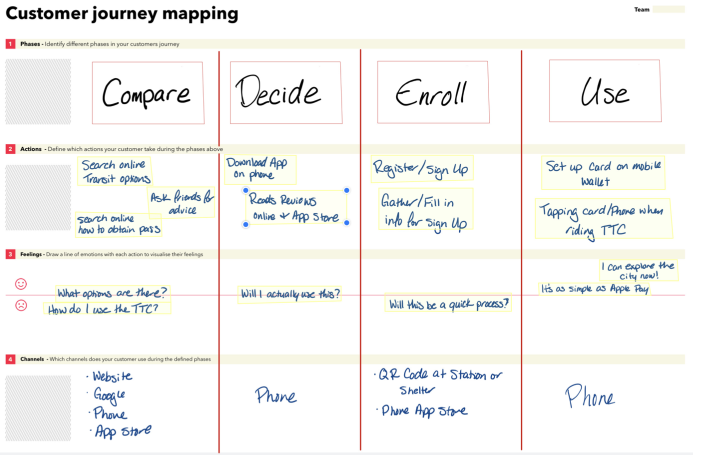 Customer journey mapping
Team
1 Phases - Identify different phases in your customers journey
Compare
Decide
Enroll
Use
2 Actions - Define which actions your customer take during the phases above
Search online
Transit options
Ask friends for
advice
search online
how to obtain pass
Download App
on phone
Reads Reviews
online + App Store
Register/Sign Up
Gather/Fill in
info for Sign Up
Set up Card on mobile
wallet
Tapping card/Phone when
riding TTC
3 Feelings - Draw a line of emotions with each action to visualise their feelings
What options are there?
How do I use the TTC?
Will I actually use this?
Will this be a quick process?
I can explore the
city now!
It's as simple as Apple Pay
4 Channels - Which channels does your customer use during the defined phases
· Website
· Google
· Phone
· App Store
Phone
· QR Code at Station or
Shelter
· Phone App Store
Phone